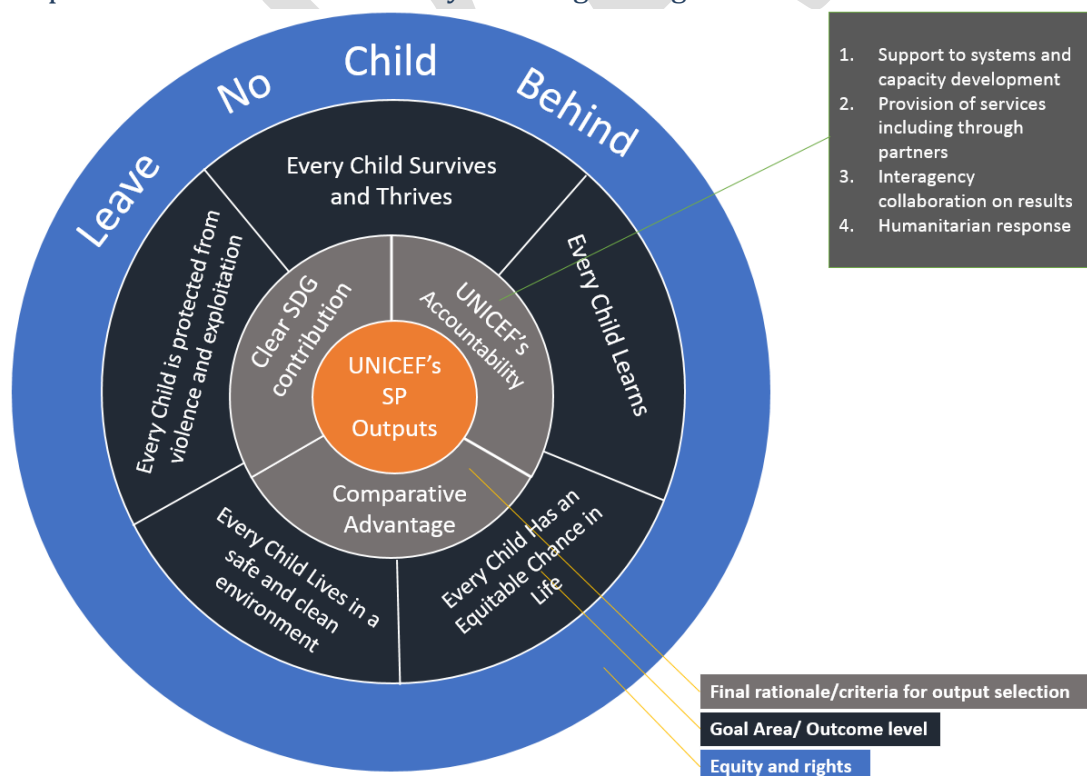 Leave No Child Behind
Every Child Survives
and Thrives
Every Child Learns
Every Child Has an
Equitable Chance in
Life
Every Child Lives in a
safe and clean
environment
Every Child is protected from
violence and exploitation
Clear SDG
contribution
UNICEF's
Accountability
Comparative
Advantage
UNICEF's
SP
Outputs
1. Support to systems and
capacity development
2. Provision of services
including through
partners
3. Interagency
collaboration on results
4. Humanitarian response
Final rationale/criteria for output selection
Goal Area/ Outcome level
Equity and rights